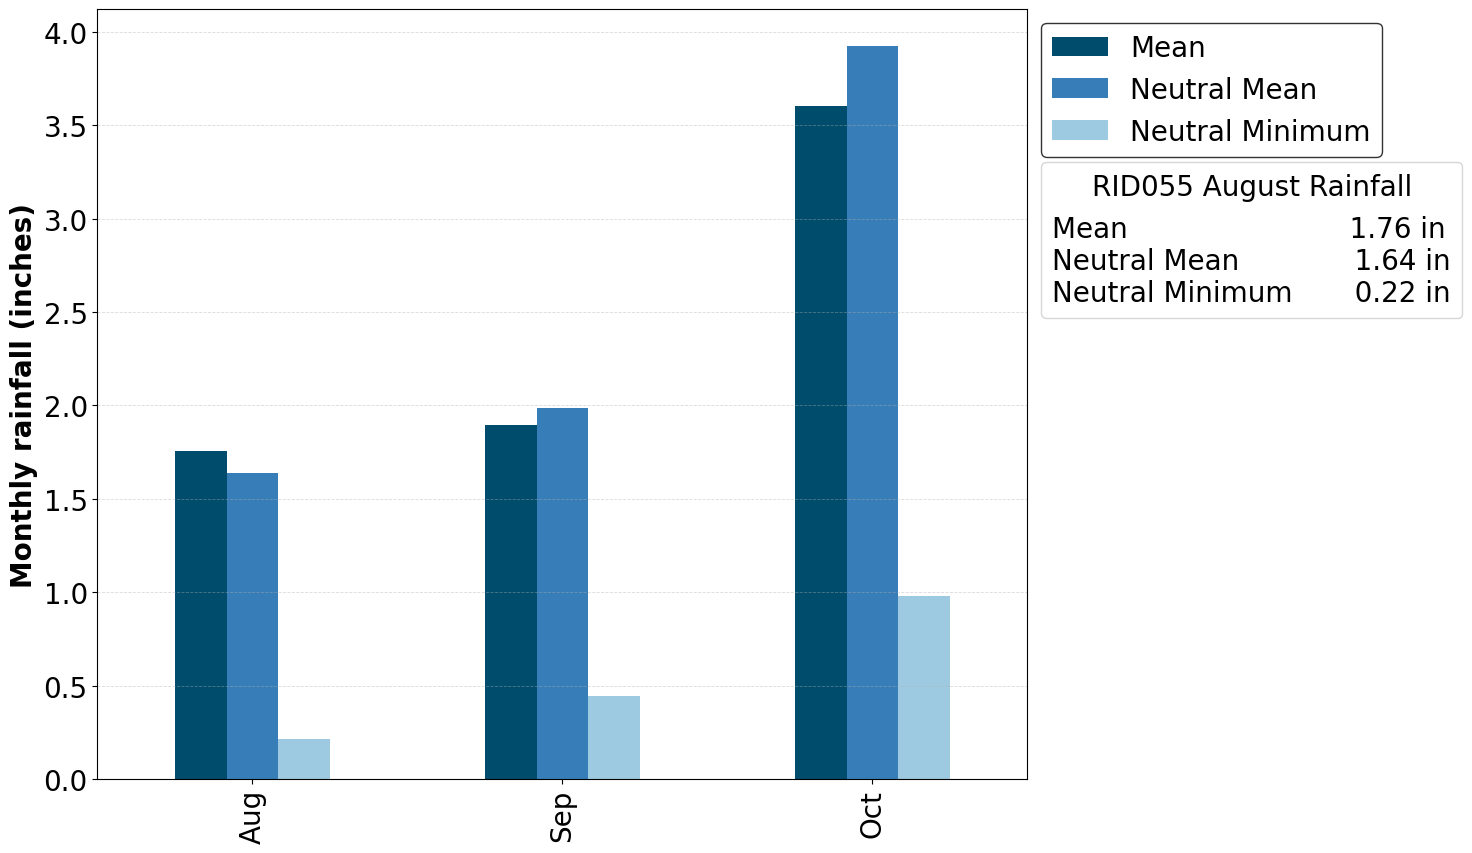 Monthly rainfall (inches)
4.0
3.5
3.0
2.5
2.0
1.5
1.0
0.5
0.0
Aug
Sep
Oct
Mean
Neutral Mean
Neutral Minimum
RID055 August Rainfall
Mean 1.76 in
Neutral Mean 1.64 in
Neutral Minimum 0.22 in